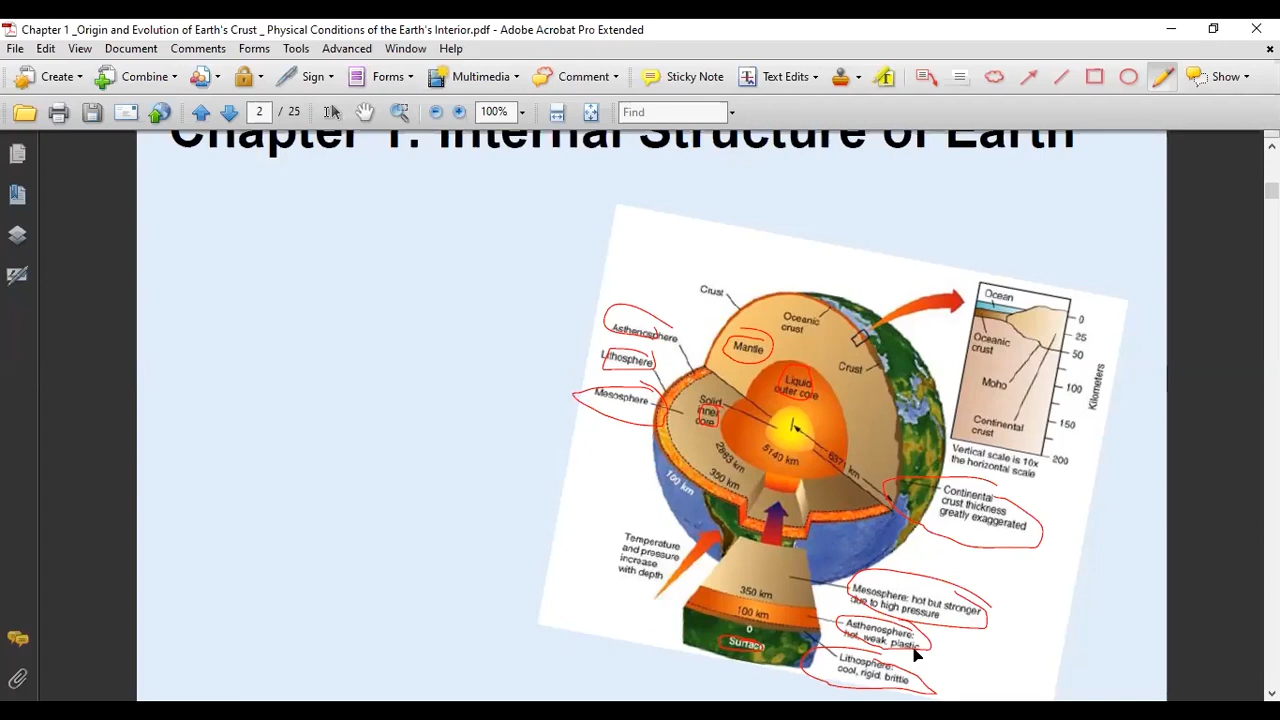 Chapter 1 _Origin and Evolution of Earth's Crust _ Physical Conditions of the Earth's Interior.pdf - Adobe Acrobat Pro Extended
File Edit View Document Comments Forms Tools Advanced Window Help
Create Combine Sign Forms Multimedia Comment Sticky Note Text Edits Show
2 / 25 100% Find
Chapter 1: Internal Structure of Earth
Crust
Asthenosphere
Lithosphere
Mesosphere
Mantle
Oceanic
crust
Crust
Liquid
outer core
Solid
inner
core
5140 km
6371 km
2883 km
350 km
100 km
Ocean
Oceanic
crust
Moho
Continental
crust
0
25
50
100
150
200
Kilometers
Vertical scale is 10x
the horizontal scale
Continental
crust thickness
greatly exaggerated
Temperature
and pressure
increase
with depth
350 km
100 km
0
Surface
Mesosphere: hot but stronger
due to high pressure
Asthenosphere:
hot, weak, plastic
Lithosphere:
cool, rigid, brittle